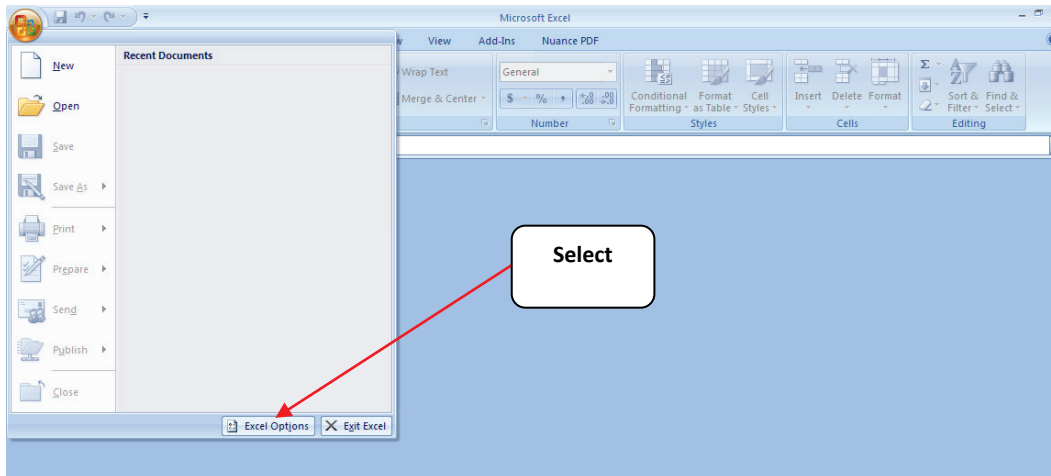 Microsoft Excel
View Add-Ins Nuance PDF
New
Open
Save
Save As
Print
Prepare
Send
Publish
Close
Recent Documents
Excel Options
Exit Excel
Wrap Text
Merge & Center
General
$ % ,
Number
Conditional Formatting
Format as Table
Cell Styles
Styles
Insert Delete Format
Cells
Σ
Sort & Filter
Find & Select
Editing
Select